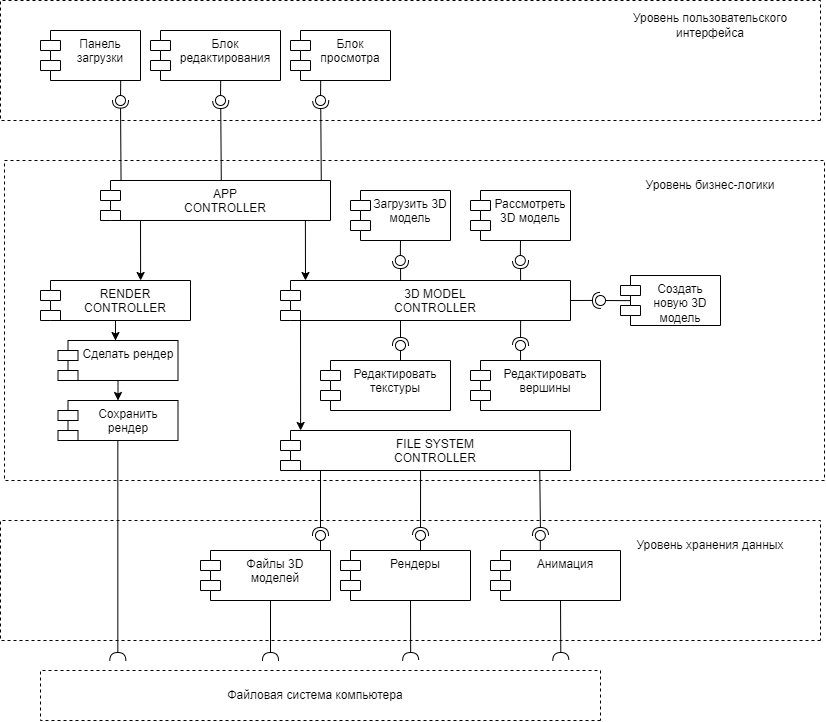 Уровень пользовательского
интерфейса
Панель
загрузки
Блок
редактирования
Блок
просмотра
Уровень бизнес-логики
APP
CONTROLLER
Загрузить 3D
модель
Рассмотреть
3D модель
RENDER
CONTROLLER
3D MODEL
CONTROLLER
Создать
новую 3D
модель
Сделать рендер
Редактировать
текстуры
Редактировать
вершины
Сохранить
рендер
FILE SYSTEM
CONTROLLER
Уровень хранения данных
Файлы 3D
моделей
Рендеры
Анимация
Файловая система компьютера